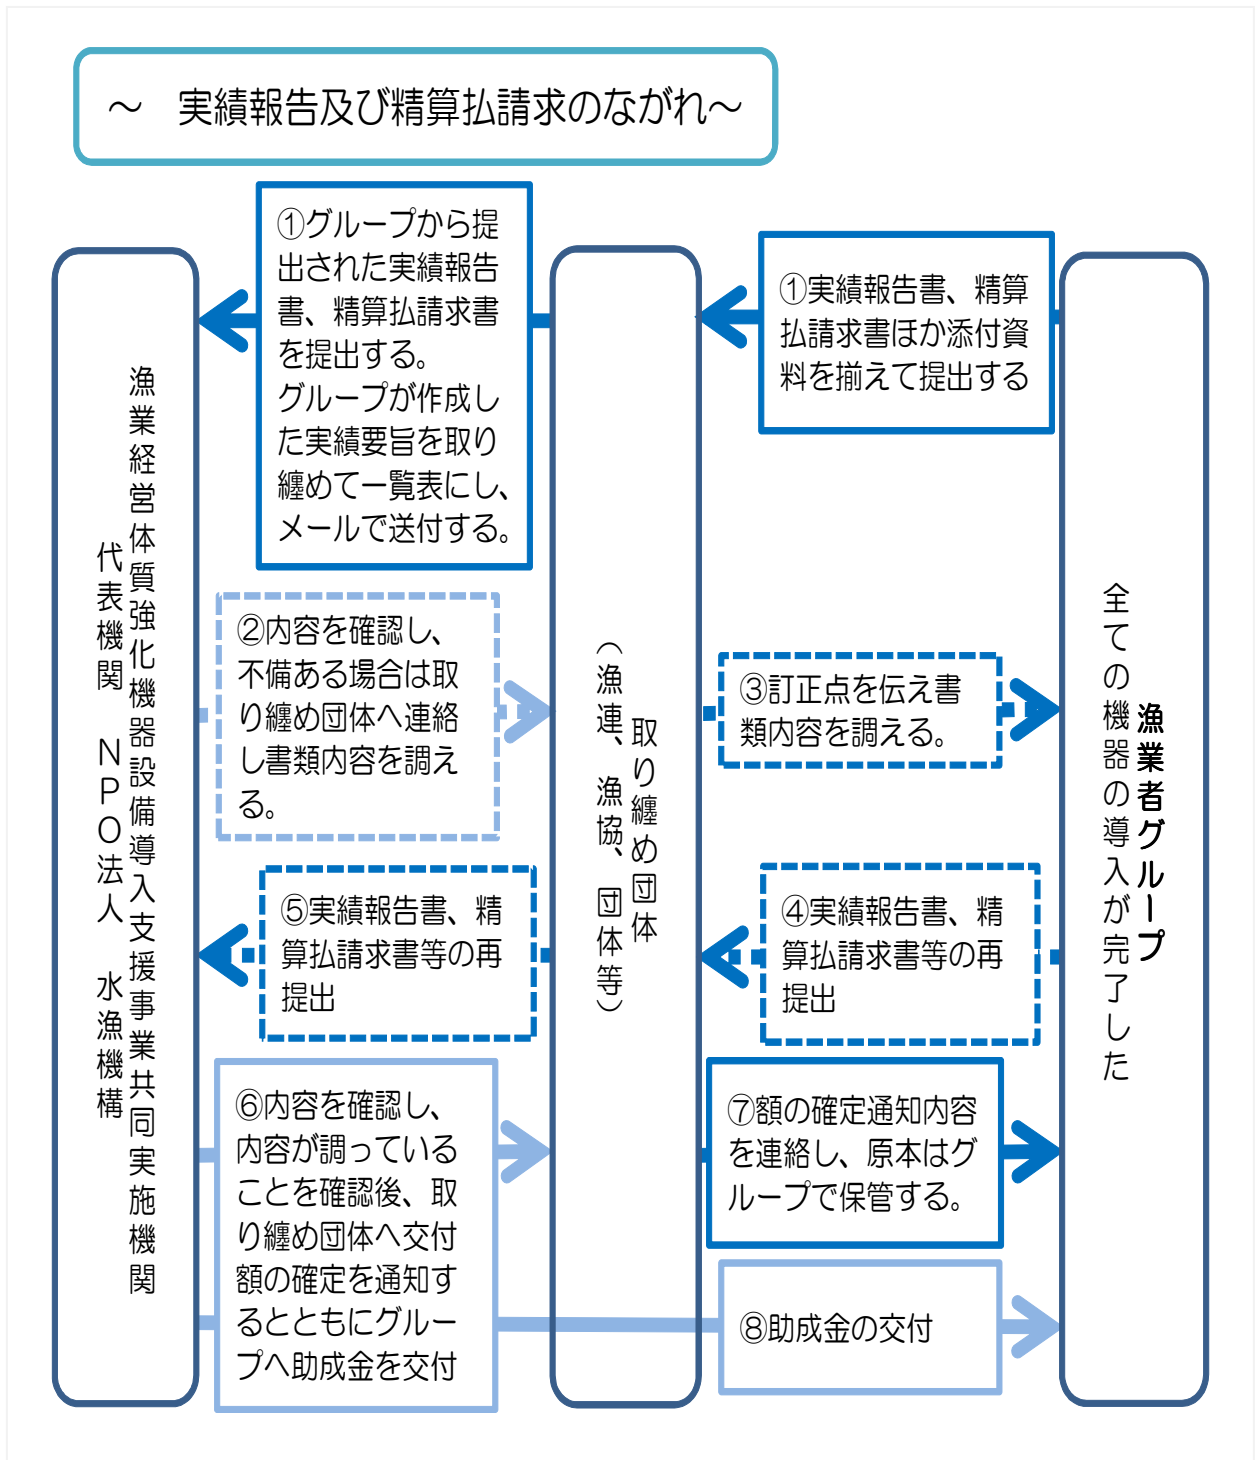 ～　実績報告及び精算払請求のながれ～
①グループから提
出された実績報告
書、精算払請求書
を提出する。
グループが作成し
た実績要旨を取り
纏めて一覧表にし、
メールで送付する。
①実績報告書、精算
払請求書ほか添付資
料を揃えて提出する
漁業経営体質強化機器設備導入支援事業共同実施機関
代表機関　ＮＰＯ法人　水漁機構
取り纏め団体
（漁連、漁協、団体等）
漁業者グループ
全ての機器の導入が完了した
②内容を確認し、
不備ある場合は取
り纏め団体へ連絡
し書類内容を調え
る。
③訂正点を伝え書
類内容を調える。
④実績報告書、精
算払請求書等の再
提出
⑤実績報告書、精
算払請求書等の再
提出
⑥内容を確認し、
内容が調っている
ことを確認後、取
り纏め団体へ交付
額の確定を通知す
るとともにグルー
プへ助成金を交付
⑦額の確定通知内容
を連絡し、原本はグ
ループで保管する。
⑧助成金の交付